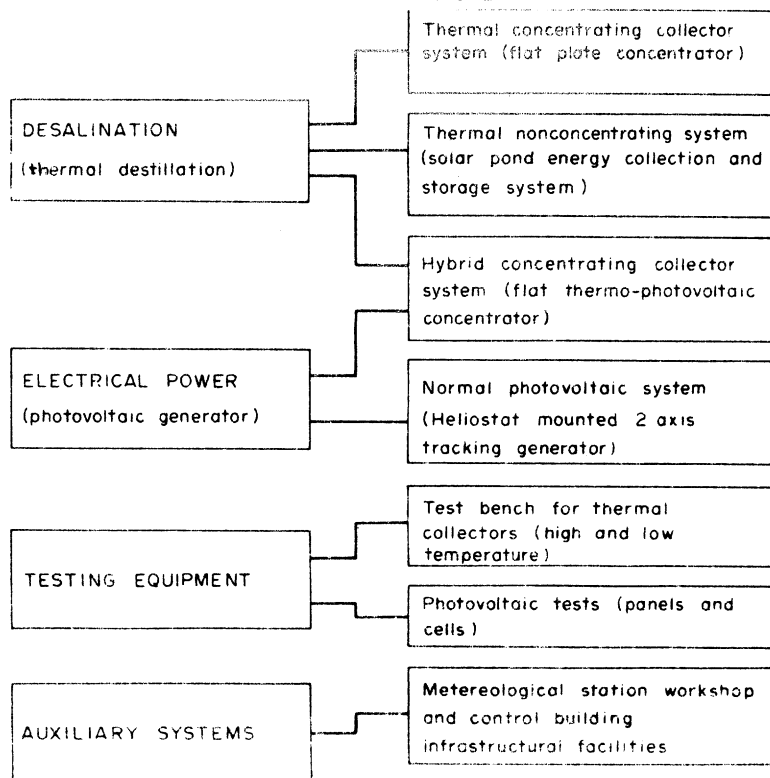 Thermal concentrating collector
system (flat plate concentrator)
DESALINATION
(thermal destillation)
Thermal nonconcentrating system
(solar pond energy collection and
storage system)
Hybrid concentrating collector
system (flat thermo-photovoltaic
concentrator)
ELECTRICAL POWER
(photovoltaic generator)
Normal photovoltaic system
(Heliostat mounted 2 axis
tracking generator)
TESTING EQUIPMENT
Test bench for thermal
collectors (high and low
temperature)
Photovoltaic tests (panels and
cells)
AUXILIARY SYSTEMS
Metereological station workshop
and control building
infrastructural facilities